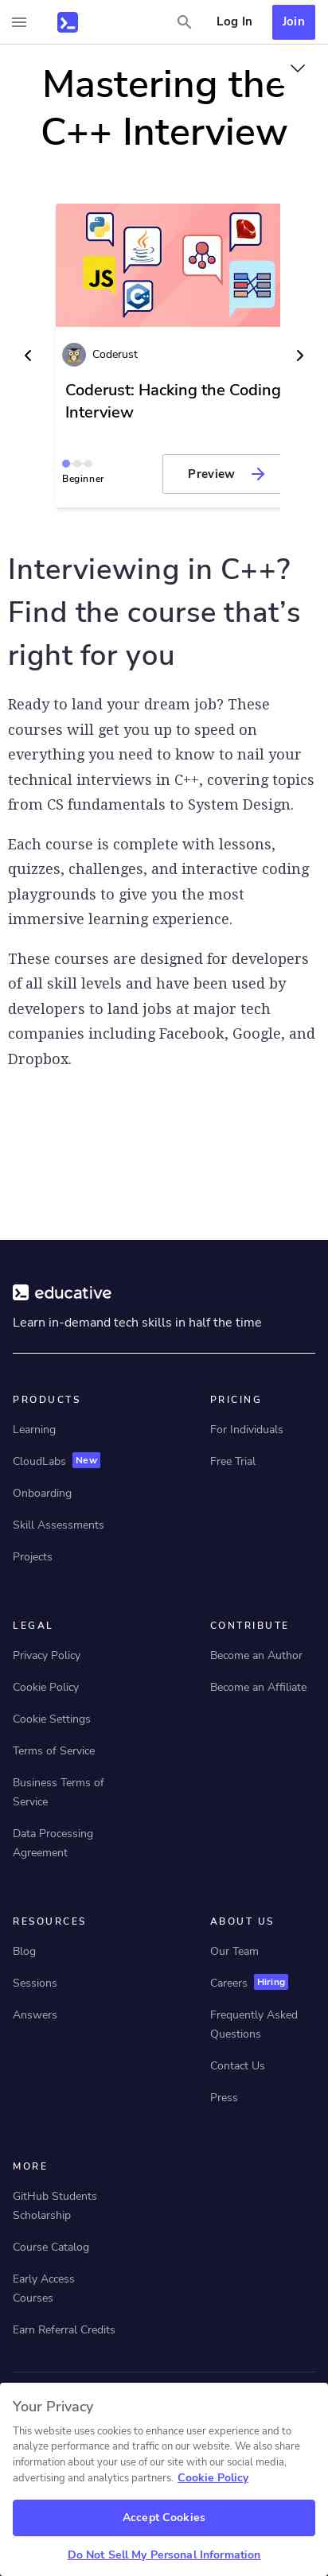 Log In
Join
Mastering the
C++ Interview
JS
Coderust
Coderust: Hacking the Coding
Interview
Beginner
Preview
Interviewing in C++?
Find the course that’s
right for you
Ready to land your dream job? These
courses will get you up to speed on
everything you need to know to nail your
technical interviews in C++, covering topics
from CS fundamentals to System Design.
Each course is complete with lessons,
quizzes, challenges, and interactive coding
playgrounds to give you the most
immersive learning experience.
These courses are designed for developers
of all skill levels and have been used by
developers to land jobs at major tech
companies including Facebook, Google, and
Dropbox.
educative
Learn in-demand tech skills in half the time
PRODUCTS
Learning
CloudLabs New
Onboarding
Skill Assessments
Projects
PRICING
For Individuals
Free Trial
LEGAL
Privacy Policy
Cookie Policy
Cookie Settings
Terms of Service
Business Terms of
Service
Data Processing
Agreement
CONTRIBUTE
Become an Author
Become an Affiliate
RESOURCES
Blog
Sessions
Answers
ABOUT US
Our Team
Careers Hiring
Frequently Asked
Questions
Contact Us
Press
MORE
GitHub Students
Scholarship
Course Catalog
Early Access
Courses
Earn Referral Credits
Your Privacy
This website uses cookies to enhance user experience and to
analyze performance and traffic on our website. We also share
information about your use of our site with our social media,
advertising and analytics partners. Cookie Policy
Accept Cookies
Do Not Sell My Personal Information